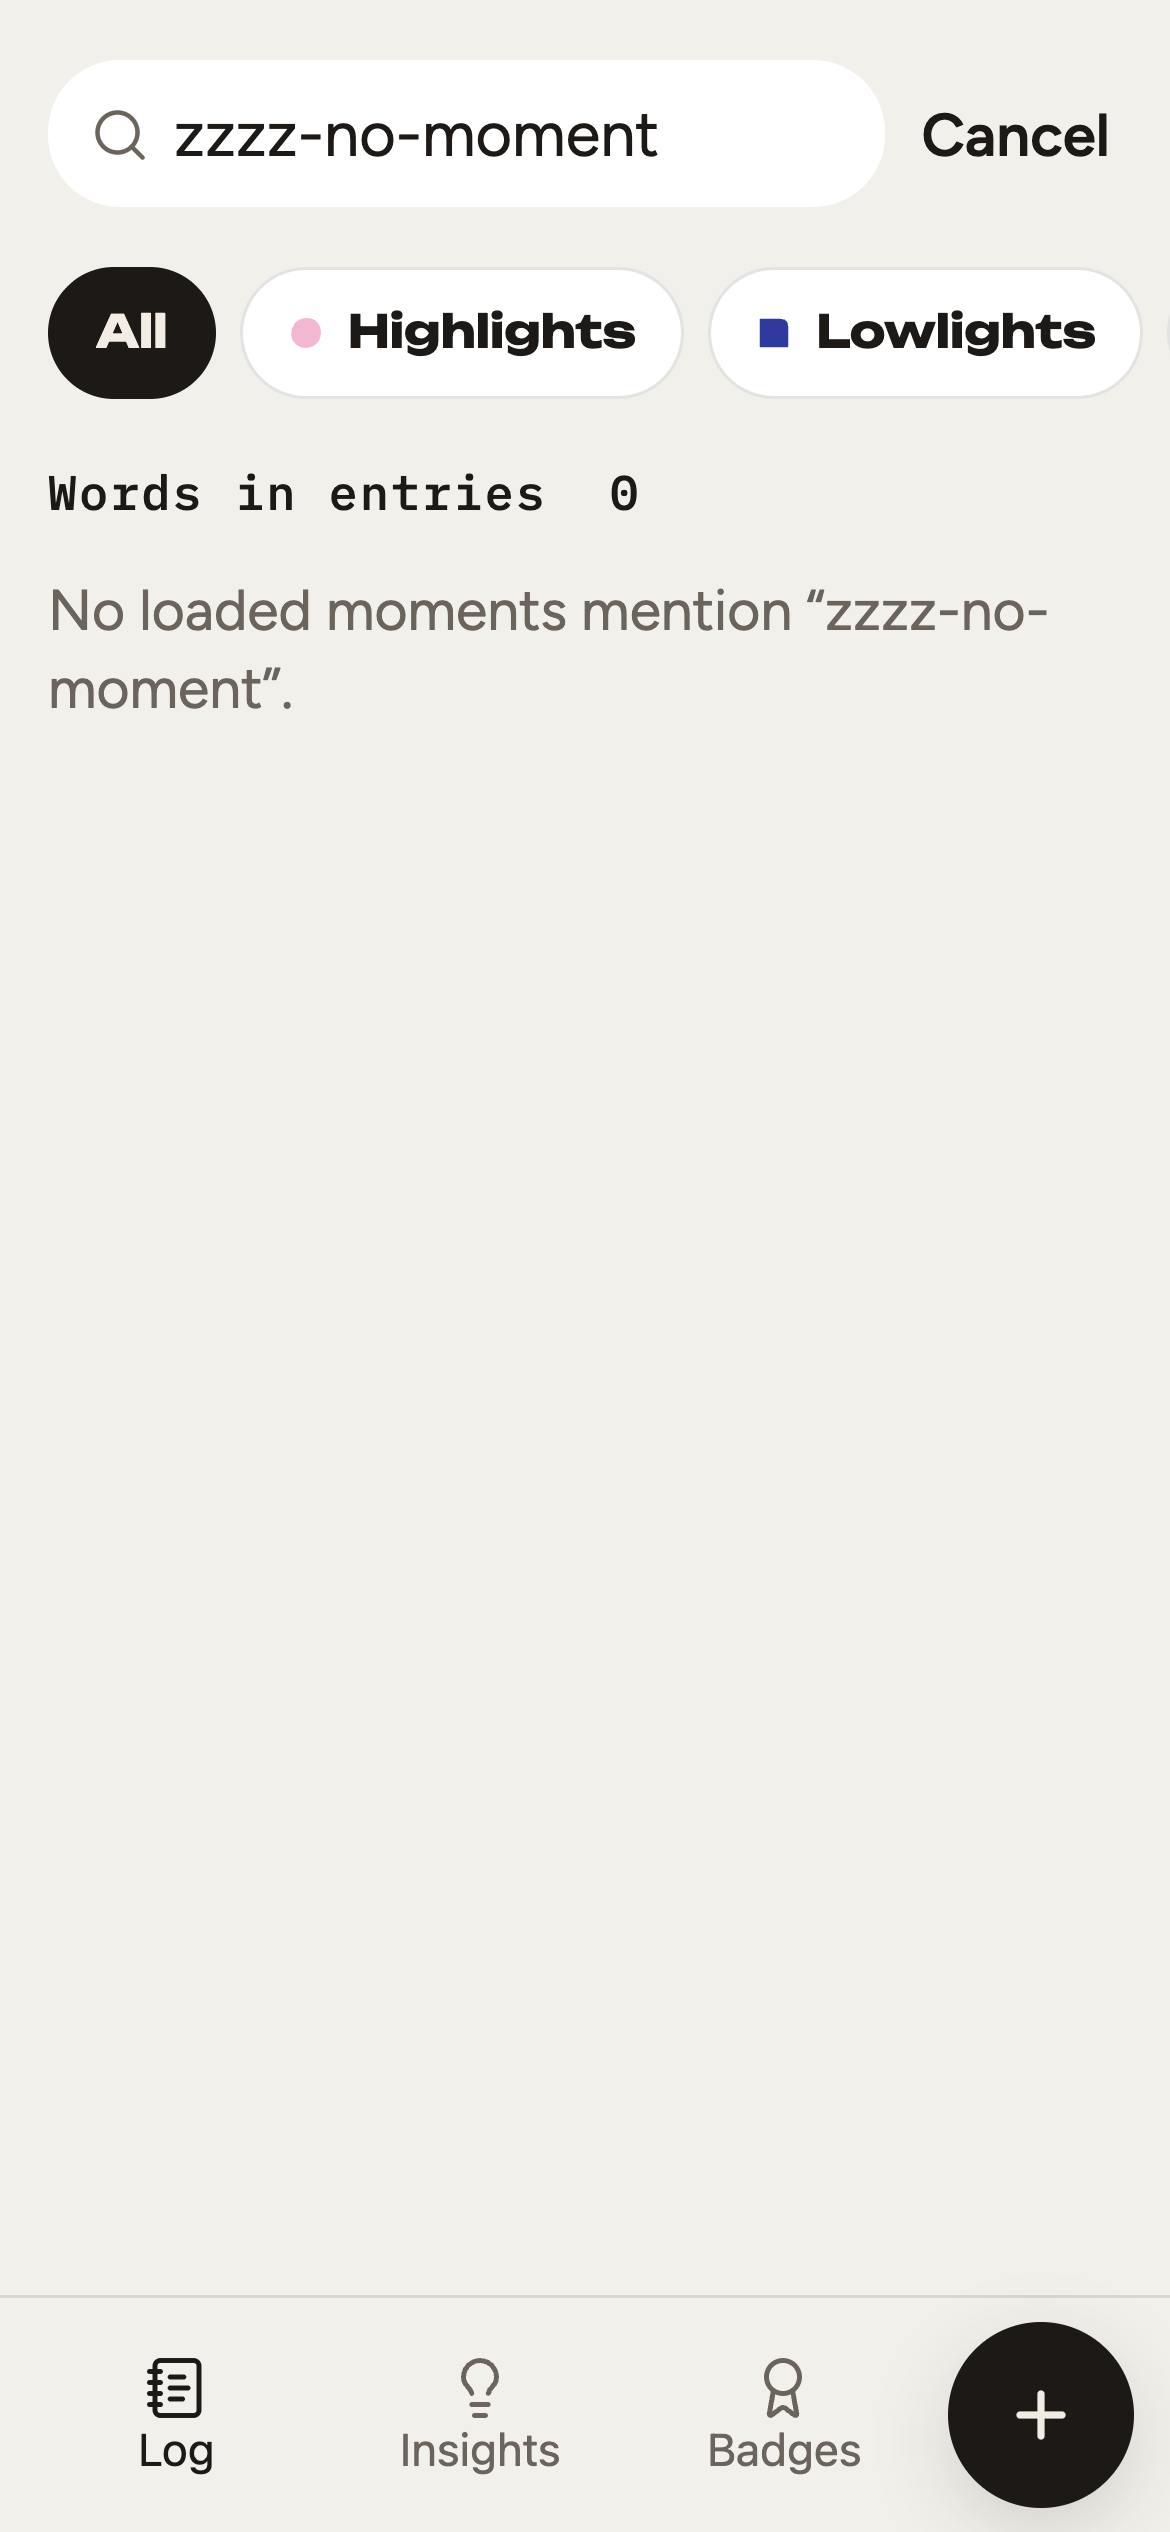 zzzz-no-moment
Cancel
All
Highlights
Lowlights
Words in entries 0
No loaded moments mention “zzzz-no-
moment”.
Log
Insights
Badges